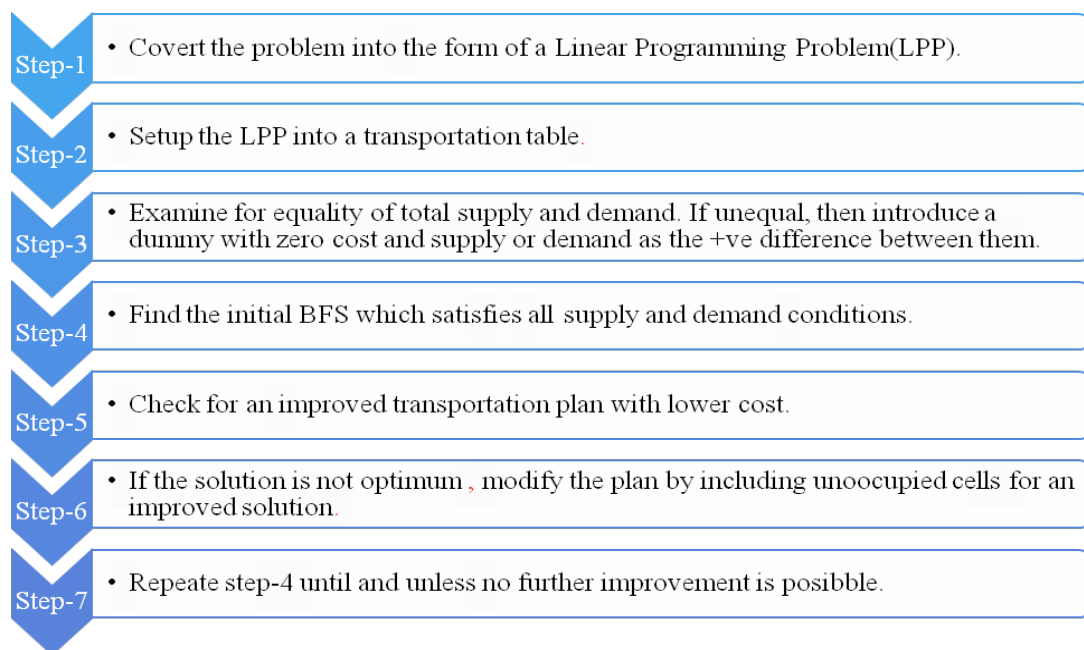 Step-1
• Covert the problem into the form of a Linear Programming Problem(LPP).
Step-2
• Setup the LPP into a transportation table.
Step-3
• Examine for equality of total supply and demand. If unequal, then introduce a
dummy with zero cost and supply or demand as the +ve difference between them.
Step-4
• Find the initial BFS which satisfies all supply and demand conditions.
Step-5
• Check for an improved transportation plan with lower cost.
Step-6
• If the solution is not optimum , modify the plan by including unoocupied cells for an
improved solution.
Step-7
• Repeat step-4 until and unless no further improvement is posibble.